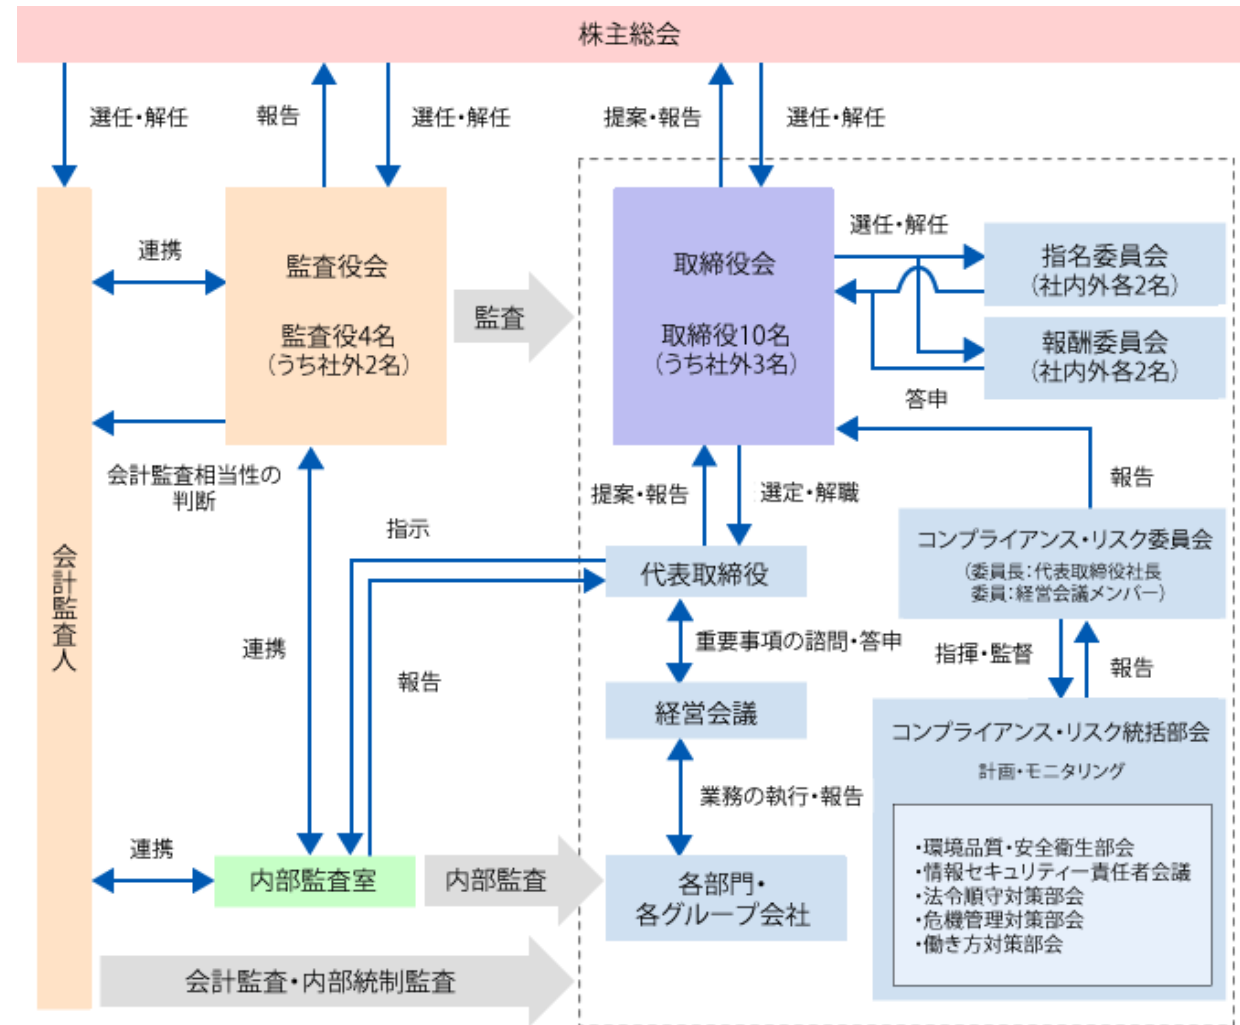 株主総会
選任・解任
報告
選任・解任
提案・報告
選任・解任
監査役会
監査役4名
（うち社外2名）
連携
監査
取締役会
取締役10名
（うち社外3名）
選任・解任
指名委員会
（社内外各2名）
報酬委員会
（社内外各2名）
答申
会計監査相当性の
判断
提案・報告
選定・解職
報告
指示
代表取締役
コンプライアンス・リスク委員会
（委員長：代表取締役社長
委員：経営会議メンバー）
会計監査人
連携
報告
重要事項の諮問・答申
指揮・監督
報告
経営会議
コンプライアンス・リスク統括部会
計画・モニタリング
業務の執行・報告
・環境品質・安全衛生部会
・情報セキュリティー責任者会議
・法令順守対策部会
・危機管理対策部会
・働き方対策部会
連携
内部監査室
内部監査
各部門・
各グループ会社
会計監査・内部統制監査